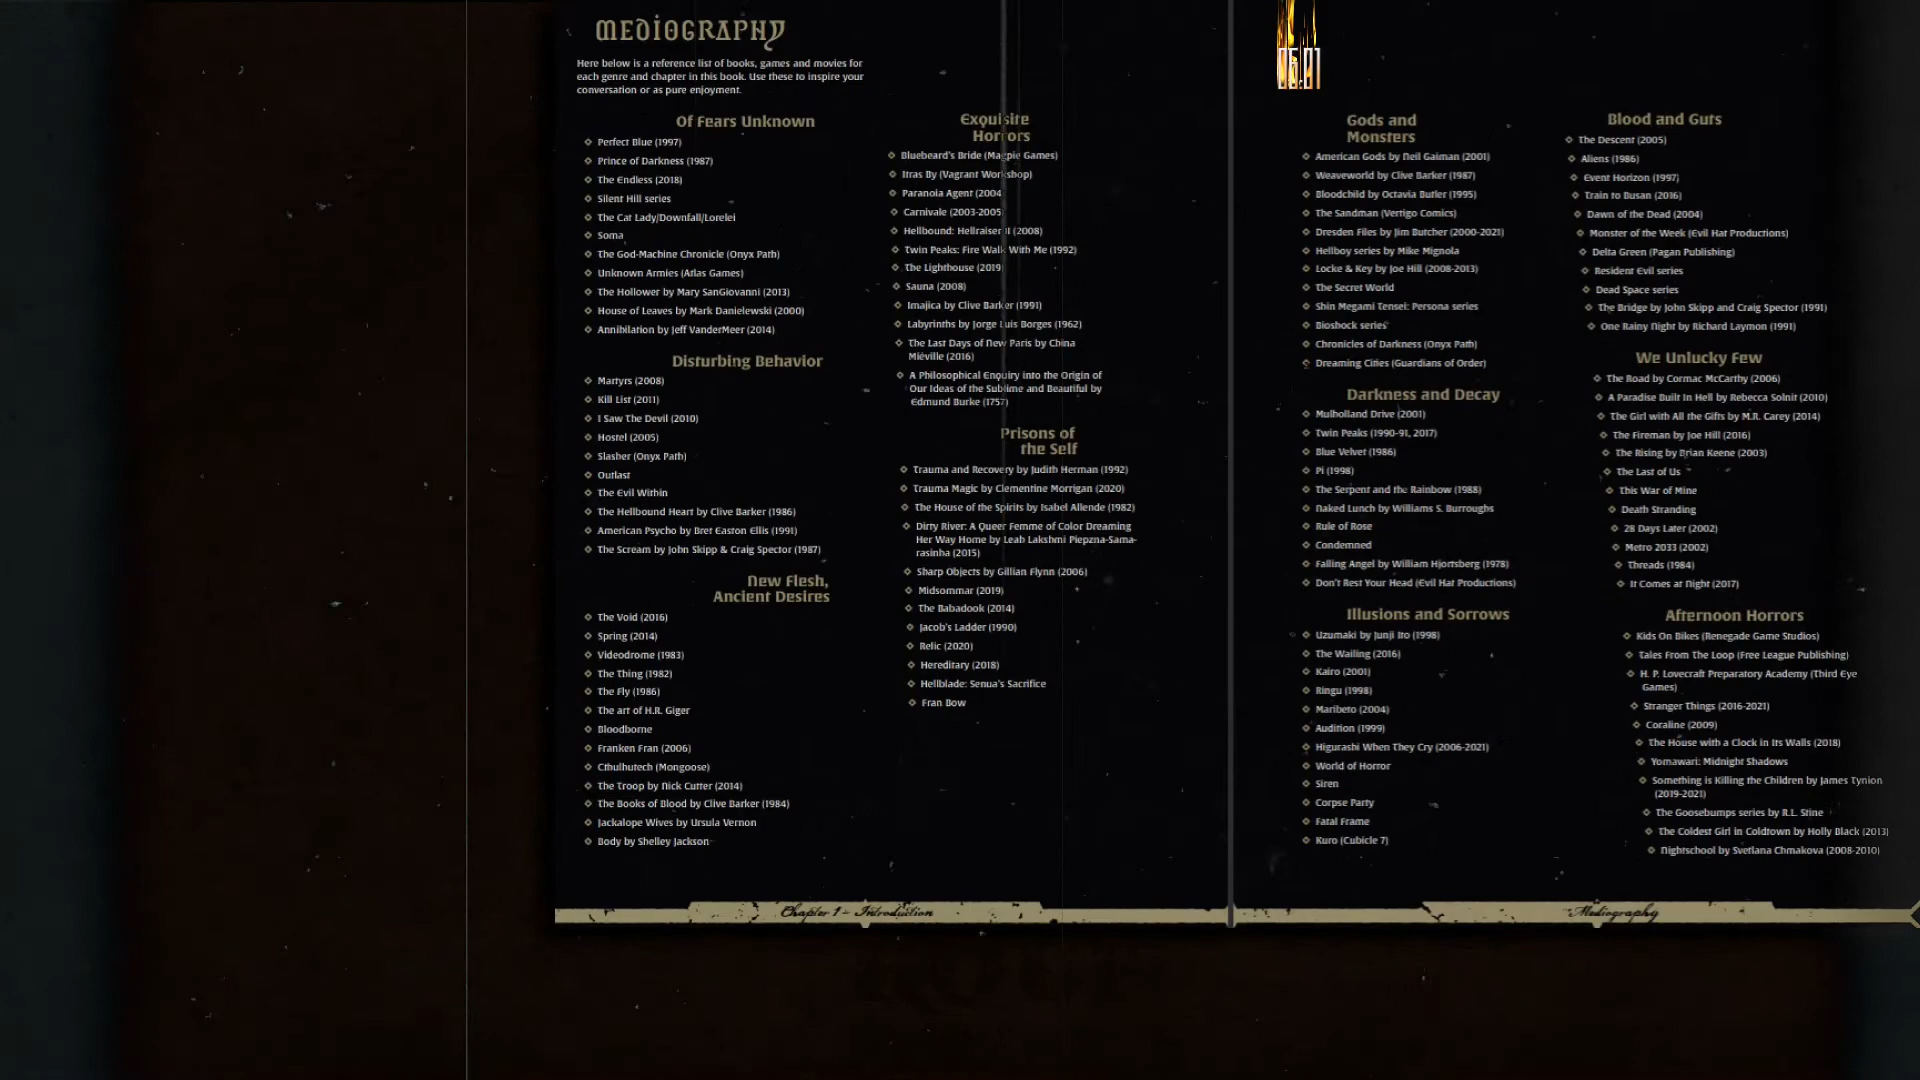 Mediography
Here below is a reference list of books, games and movies for
each genre and chapter in this book. Use these to inspire your
conversation or as pure enjoyment.
Of Fears Unknown
Perfect Blue (1997)
Prince of Darkness (1987)
The Endless (2018)
Silent Hill series
The Cat Lady/Downfall/Lorelei
Soma
The God-Machine Chronicle (Onyx Path)
Unknown Armies (Atlas Games)
The Hollower by Mary SanGiovanni (2013)
House of Leaves by Mark Danielewski (2000)
Annihilation by Jeff VanderMeer (2014)
Disturbing Behavior
Martyrs (2008)
Kill List (2011)
I Saw The Devil (2010)
Hostel (2005)
Slasher (Onyx Path)
Outlast
The Evil Within
The Hellbound Heart by Clive Barker (1986)
American Psycho by Bret Easton Ellis (1991)
The Scream by John Skipp & Craig Spector (1987)
New Flesh,
Ancient Desires
The Void (2016)
Spring (2014)
Videodrome (1983)
The Thing (1982)
The Fly (1986)
The art of H.R. Giger
Bloodborne
Franken Fran (2006)
Cthulhutech (Mongoose)
The Troop by Nick Cutter (2014)
The Books of Blood by Clive Barker (1984)
Jackalope Wives by Ursula Vernon
Body by Shelley Jackson
Exquisite
Horrors
Bluebeard's Bride (Magpie Games)
Itras By (Vagrant Workshop)
Paranoia Agent (2004
Carnivale (2003-2005)
Hellbound: Hellraiser II (2008)
Twin Peaks: Fire Walk With Me (1992)
The Lighthouse (2019)
Sauna (2008)
Imajica by Clive Barker (1991)
Labyrinths by Jorge Luis Borges (1962)
The Last Days of New Paris by China
Miéville (2016)
A Philosophical Enquiry into the Origin of
Our Ideas of the Sublime and Beautiful by
Edmund Burke (1757)
Prisons of
the Self
Trauma and Recovery by Judith Herman (1992)
Trauma Magic by Clementine Morrigan (2020)
The House of the Spirits by Isabel Allende (1982)
Dirty River: A Queer Femme of Color Dreaming
Her Way Home by Leah Lakshmi Piepzna-Sama-
rasinha (2015)
Sharp Objects by Gillian Flynn (2006)
Midsommar (2019)
The Babadook (2014)
Jacob's Ladder (1990)
Relic (2020)
Hereditary (2018)
Hellblade: Senua's Sacrifice
Fran Bow
Chapter 1 - Introduction
05:01
Gods and
Monsters
American Gods by Neil Gaiman (2001)
Weaveworld by Clive Barker (1987)
Bloodchild by Octavia Butler (1995)
The Sandman (Vertigo Comics)
Dresden Files by Jim Butcher (2000-2021)
Hellboy series by Mike Mignola
Locke & Key by Joe Hill (2008-2013)
The Secret World
Shin Megami Tensei: Persona series
Bioshock series
Chronicles of Darkness (Onyx Path)
Dreaming Cities (Guardians of Order)
Darkness and Decay
Mulholland Drive (2001)
Twin Peaks (1990-91, 2017)
Blue Velvet (1986)
Pi (1998)
The Serpent and the Rainbow (1988)
Naked Lunch by Williams S. Burroughs
Rule of Rose
Condemned
Falling Angel by William Hjortsberg (1978)
Don't Rest Your Head (Evil Hat Productions)
Illusions and Sorrows
Uzumaki by Junji Ito (1998)
The Wailing (2016)
Kairo (2001)
Ringu (1998)
Maribeto (2004)
Audition (1999)
Higurashi When They Cry (2006-2021)
World of Horror
Siren
Corpse Party
Fatal Frame
Kuro (Cubicle 7)
Blood and Guts
The Descent (2005)
Aliens (1986)
Event Horizon (1997)
Train to Busan (2016)
Dawn of the Dead (2004)
Monster of the Week (Evil Hat Productions)
Delta Green (Pagan Publishing)
Resident Evil series
Dead Space series
The Bridge by John Skipp and Craig Spector (1991)
One Rainy Night by Richard Laymon (1991)
We Unlucky Few
The Road by Cormac McCarthy (2006)
A Paradise Built In Hell by Rebecca Solnit (2010)
The Girl with All the Gifts by M.R. Carey (2014)
The Fireman by Joe Hill (2016)
The Rising by Brian Keene (2003)
The Last of Us
This War of Mine
Death Stranding
28 Days Later (2002)
Metro 2033 (2002)
Threads (1984)
It Comes at Night (2017)
Afternoon Horrors
Kids On Bikes (Renegade Game Studios)
Tales From The Loop (Free League Publishing)
H. P. Lovecraft Preparatory Academy (Third Eye
Games)
Stranger Things (2016-2021)
Coraline (2009)
The House with a Clock in Its Walls (2018)
Yomawari: Midnight Shadows
Something is Killing the Children by James Tynion
(2019-2021)
The Goosebumps series by R.L. Stine
The Coldest Girl in Coldtown by Holly Black (2013)
Nightschool by Svetlana Chmakova (2008-2010)
Mediography